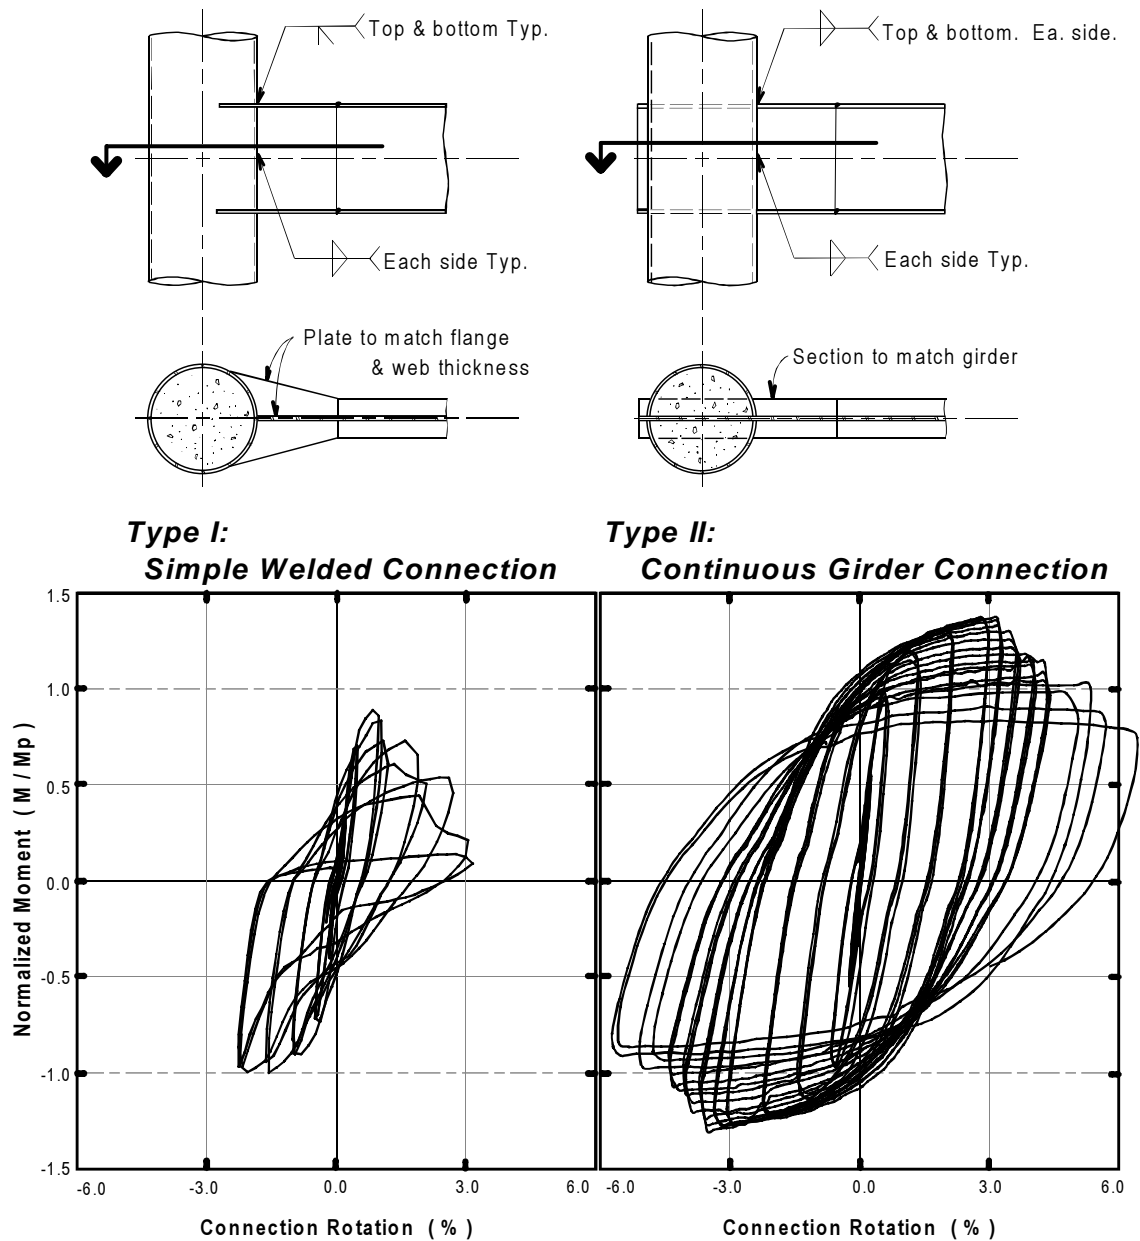 Top & bottom Typ.
Top & bottom. Ea. side.
Each side Typ.
Each side Typ.
Plate to match flange
& web thickness
Section to match girder
Type I:
Simple Welded Connection
Type II:
Continuous Girder Connection
Normalized Moment ( M / Mp)
1.5
1.0
0.5
0.0
-0.5
-1.0
-1.5
-6.0
-3.0
0.0
3.0
6.0
-6.0
-3.0
0.0
3.0
6.0
Connection Rotation ( % )
Connection Rotation ( % )